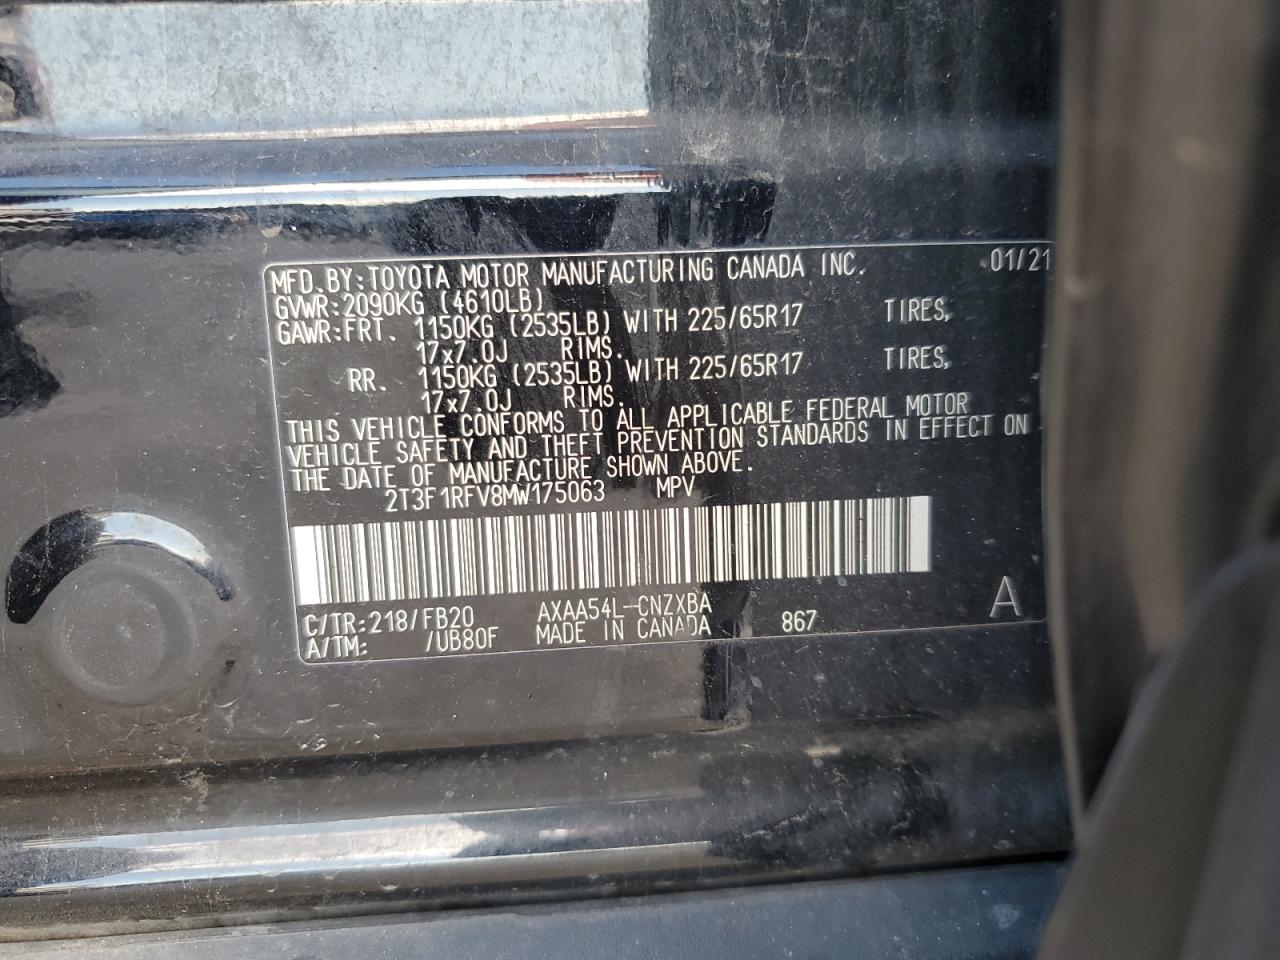 MFD.BY:TOYOTA MOTOR MANUFACTURING CANADA INC. 01/21
GVWR:2090KG (4610LB)
GAWR:FRT. 1150KG (2535LB) WITH 225/65R17 TIRES,
17x7.0J RIMS.
RR. 1150KG (2535LB) WITH 225/65R17 TIRES,
17x7.0J RIMS.
THIS VEHICLE CONFORMS TO ALL APPLICABLE FEDERAL MOTOR
VEHICLE SAFETY AND THEFT PREVENTION STANDARDS IN EFFECT ON
THE DATE OF MANUFACTURE SHOWN ABOVE.
2T3F1RFV8MW175063 MPV
C/TR:218/FB20 AXAA54L-CNZXBA
A/TM: /UB80F MADE IN CANADA 867 A